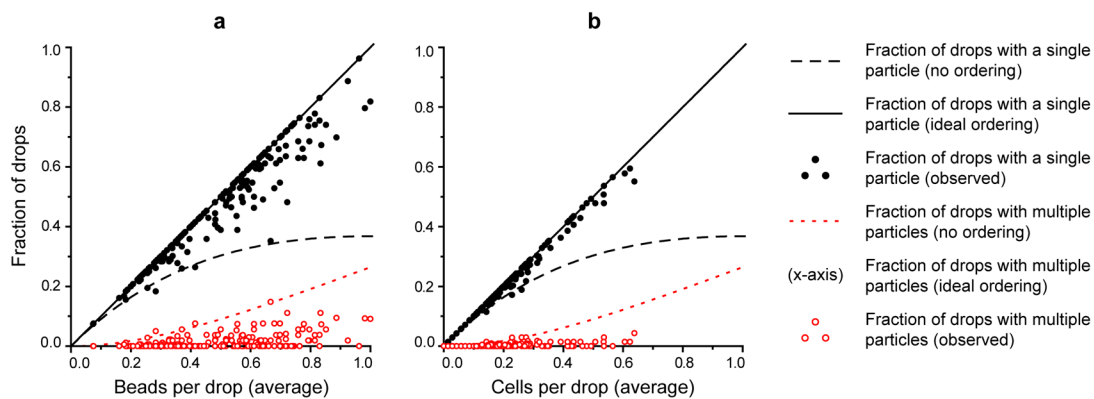 a
b
1.0
0.8
0.6
0.4
0.2
0.0
Fraction of drops
0.0 0.2 0.4 0.6 0.8 1.0
Beads per drop (average)
1.0
0.8
0.6
0.4
0.2
0.0
0.0 0.2 0.4 0.6 0.8 1.0
Cells per drop (average)
Fraction of drops with a single
particle (no ordering)
Fraction of drops with a single
particle (ideal ordering)
Fraction of drops with a single
particle (observed)
Fraction of drops with multiple
particles (no ordering)
(x-axis)
Fraction of drops with multiple
particles (ideal ordering)
Fraction of drops with multiple
particles (observed)